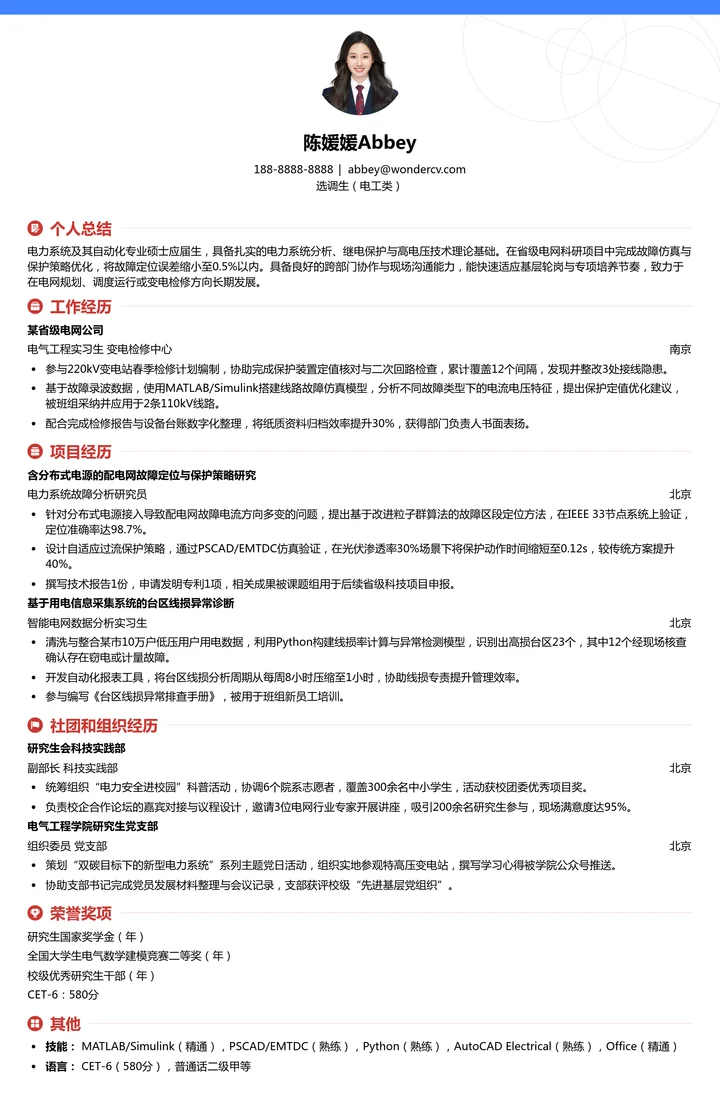 陈媛媛Abbey
188-8888-8888 | abbey@wondercv.com
选调生（电工类）
个人总结
电力系统及其自动化专业硕士应届生，具备扎实的电力系统分析、继电保护与高电压技术理论基础。在省级电网科研项目中完成故障仿真与
保护策略优化，将故障定位误差缩小至0.5%以内。具备良好的跨部门协作与现场沟通能力，能快速适应基层轮岗与专项培养节奏，致力于
在电网规划、调度运行或变电检修方向长期发展。
工作经历
某省级电网公司
电气工程实习生 变电检修中心 南京
• 参与220kV变电站春季检修计划编制，协助完成保护装置定值核对与二次回路检查，累计覆盖12个间隔，发现并整改3处接线隐患。
• 基于故障录波数据，使用MATLAB/Simulink搭建线路故障仿真模型，分析不同故障类型下的电流电压特征，提出保护定值优化建议，
被班组采纳并应用于2条110kV线路。
• 配合完成检修报告与设备台账数字化整理，将纸质资料归档效率提升30%，获得部门负责人书面表扬。
项目经历
含分布式电源的配电网故障定位与保护策略研究
电力系统故障分析研究员 北京
• 针对分布式电源接入导致配电网故障电流方向多变的问题，提出基于改进粒子群算法的故障区段定位方法，在IEEE 33节点系统上验证，
定位准确率达98.7%。
• 设计自适应过流保护策略，通过PSCAD/EMTDC仿真验证，在光伏渗透率30%场景下将保护动作时间缩短至0.12s，较传统方案提升
40%。
• 撰写技术报告1份，申请发明专利1项，相关成果被课题组用于后续省级科技项目申报。
基于用电信息采集系统的台区线损异常诊断
智能电网数据分析实习生 北京
• 清洗与整合某市10万户低压用户用电数据，利用Python构建线损率计算与异常检测模型，识别出高损台区23个，其中12个经现场核查
确认存在窃电或计量故障。
• 开发自动化报表工具，将台区线损分析周期从每周8小时压缩至1小时，协助线损专责提升管理效率。
• 参与编写《台区线损异常排查手册》，被用于班组新员工培训。
社团和组织经历
研究生会科技实践部
副部长 科技实践部 北京
• 统筹组织“电力安全进校园”科普活动，协调6个院系志愿者，覆盖300余名中小学生，活动获校团委优秀项目奖。
• 负责校企合作论坛的嘉宾对接与议程设计，邀请3位电网行业专家开展讲座，吸引200余名研究生参与，现场满意度达95%。
电气工程学院研究生党支部
组织委员 党支部 北京
• 策划“双碳目标下的新型电力系统”系列主题党日活动，组织实地参观特高压变电站，撰写学习心得被学院公众号推送。
• 协助支部书记完成党员发展材料整理与会议记录，支部获评校级“先进基层党组织”。
荣誉奖项
研究生国家奖学金（年）
全国大学生电气数学建模竞赛二等奖（年）
校级优秀研究生干部（年）
CET-6：580分
其他
• 技能： MATLAB/Simulink（精通），PSCAD/EMTDC（熟练），Python（熟练），AutoCAD Electrical（熟练），Office（精通）
• 语言： CET-6（580分），普通话二级甲等